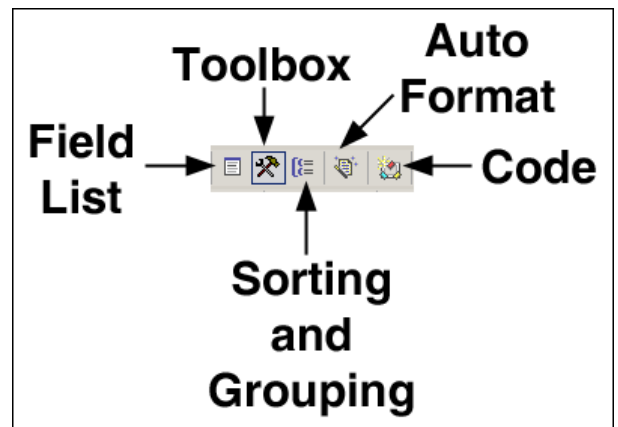 Toolbox
Auto
Format
Field
List
Code
Sorting
and
Grouping